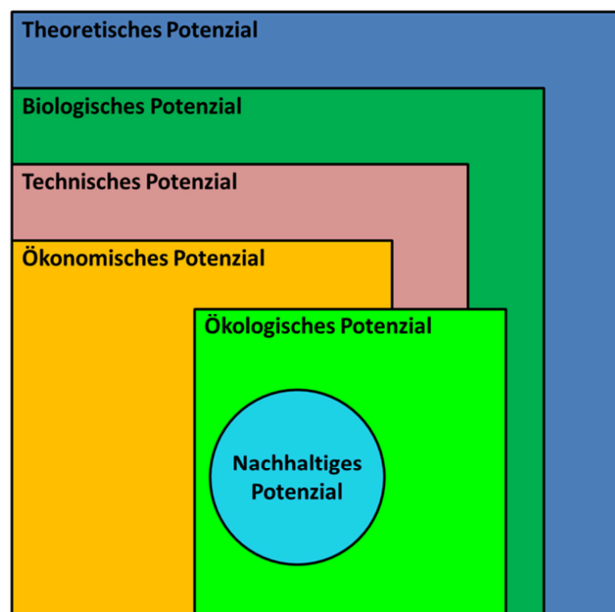 Theoretisches Potenzial
Biologisches Potenzial
Technisches Potenzial
Ökonomisches Potenzial
Ökologisches Potenzial
Nachhaltiges
Potenzial